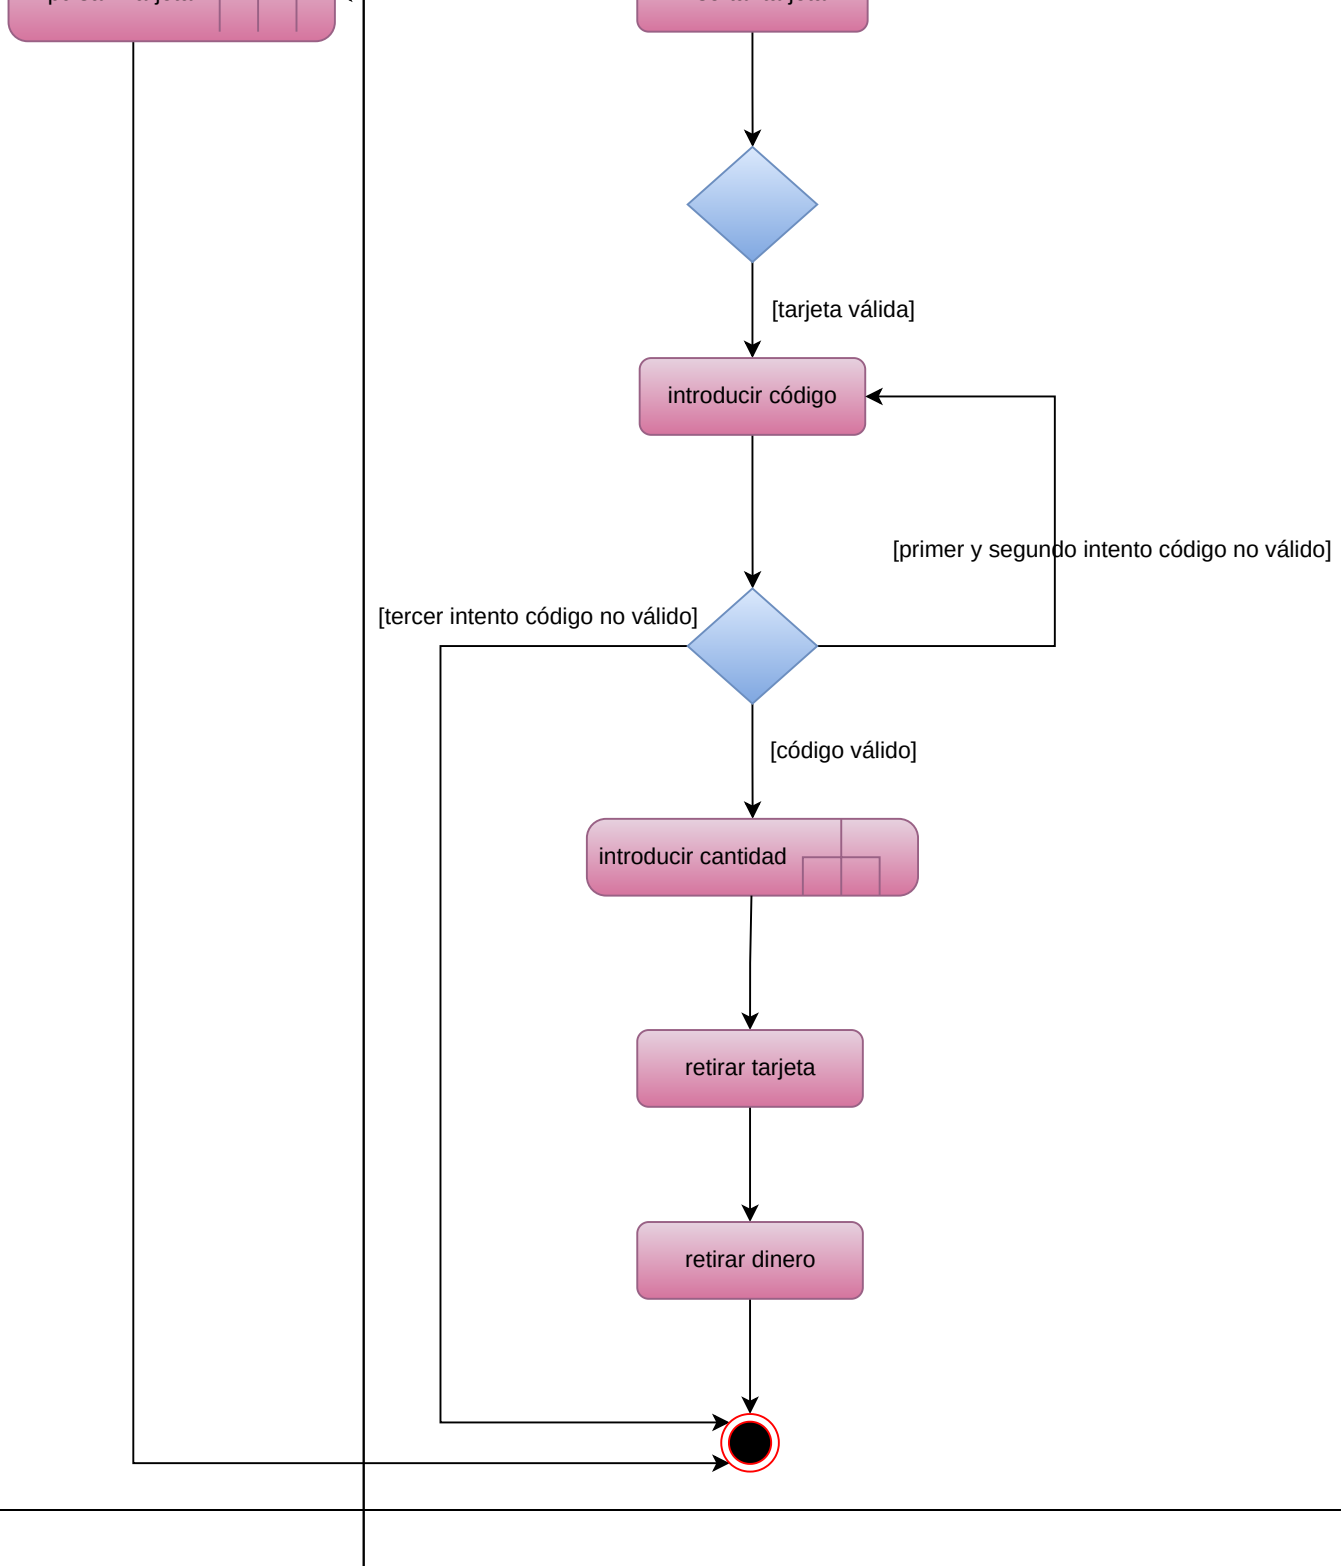 [tarjeta válida]
introducir código
[primer y segundo intento código no válido]
[tercer intento código no válido]
[código válido]
introducir cantidad
retirar tarjeta
retirar dinero